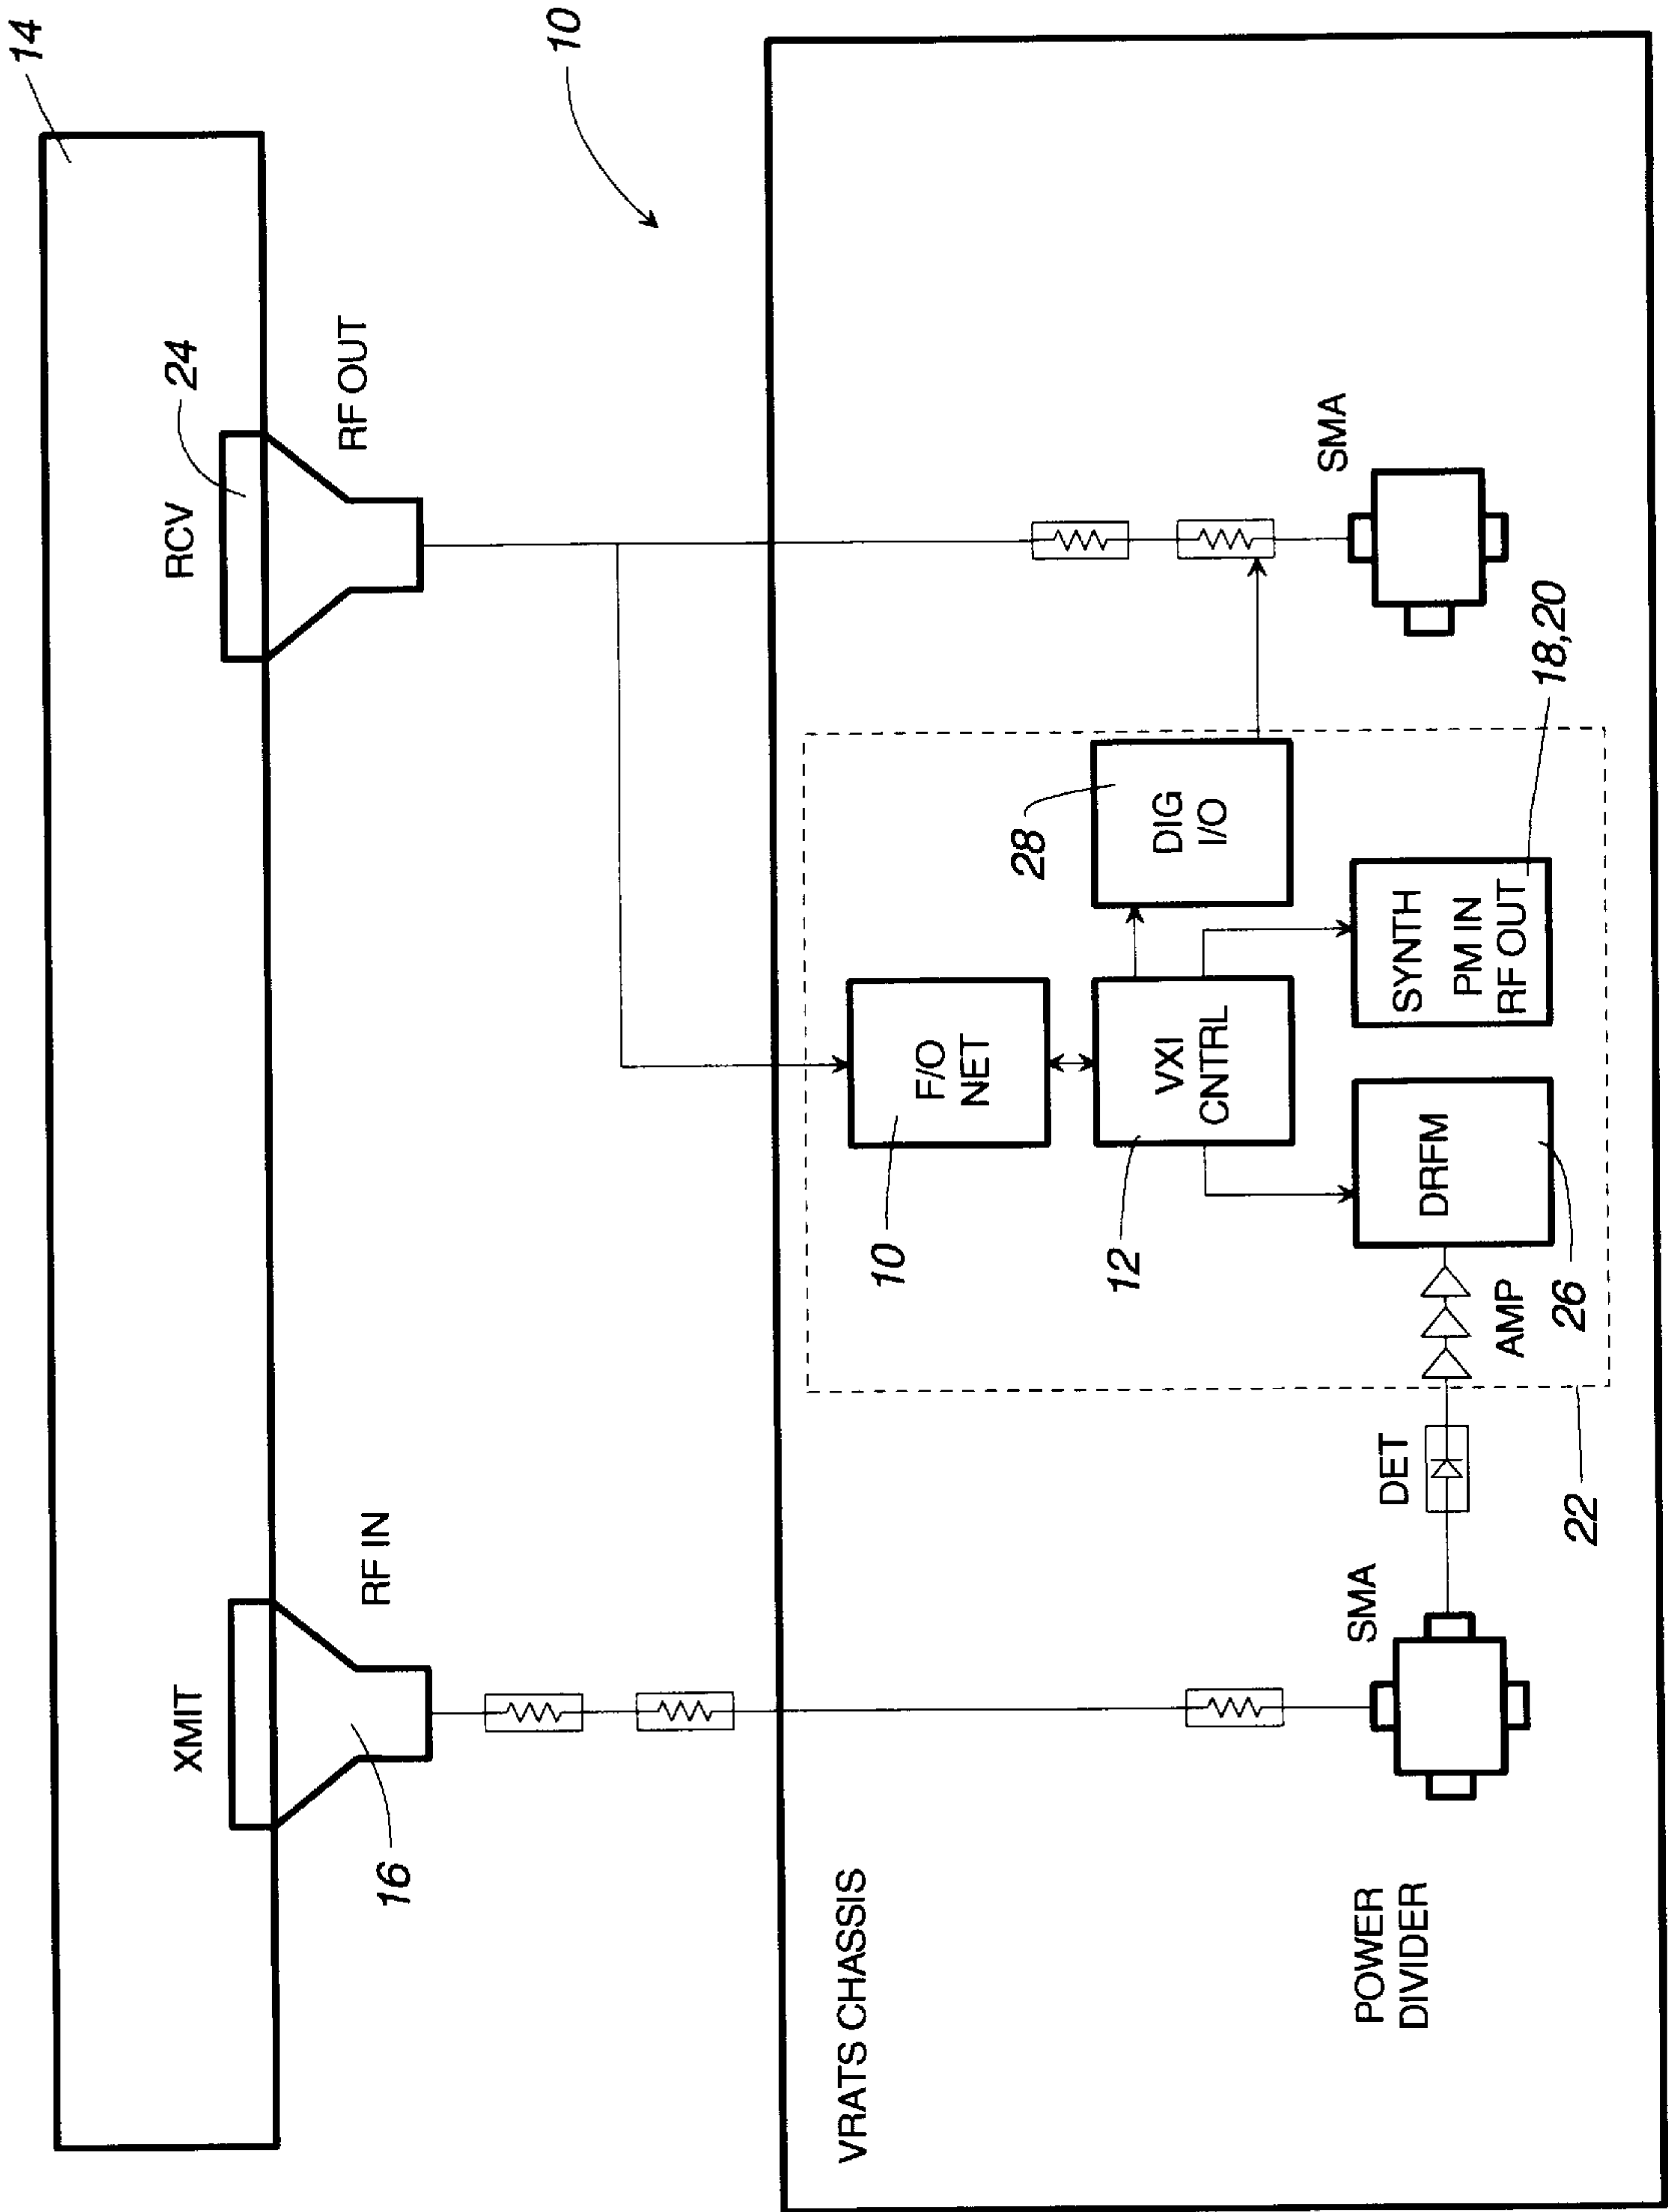 14
XMIT
RCV
24
16
RF IN
RF OUT
10
VRATS CHASSIS
F/O
NET
10
28
DIG
I/O
12
VXI
CNTRL
SMA
SMA
POWER
DIVIDER
DET
AMP
DRFM
26
SYNTH
PM IN
RF OUT
18,20
22